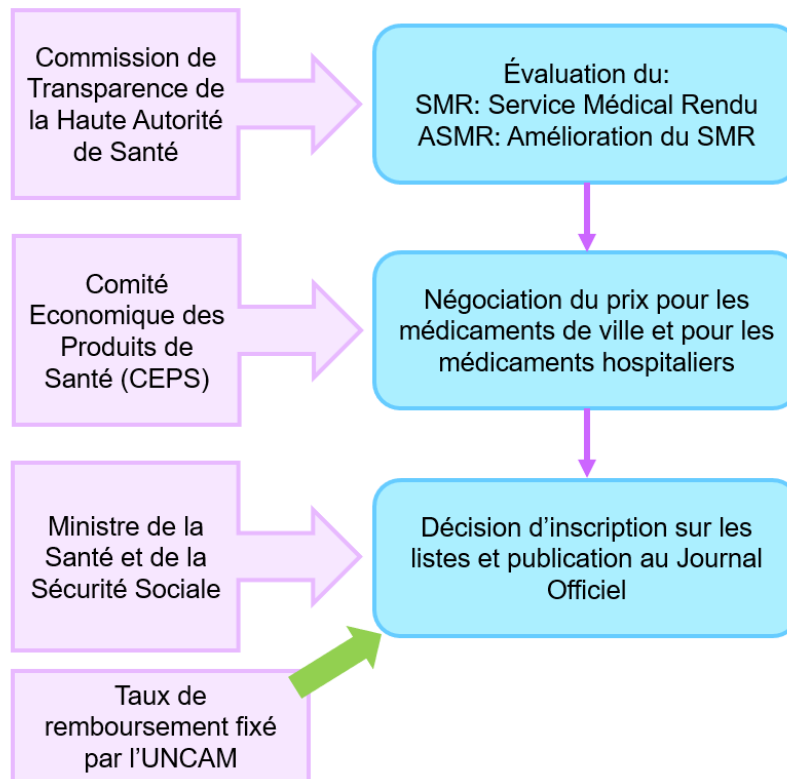 Commission de
Transparence de
la Haute Autorité
de Santé
Évaluation du:
SMR: Service Médical Rendu
ASMR: Amélioration du SMR
Comité
Economique des
Produits de
Santé (CEPS)
Négociation du prix pour les
médicaments de ville et pour les
médicaments hospitaliers
Ministre de la
Santé et de la
Sécurité Sociale
Décision d’inscription sur les
listes et publication au Journal
Officiel
Taux de
remboursement fixé
par l’UNCAM